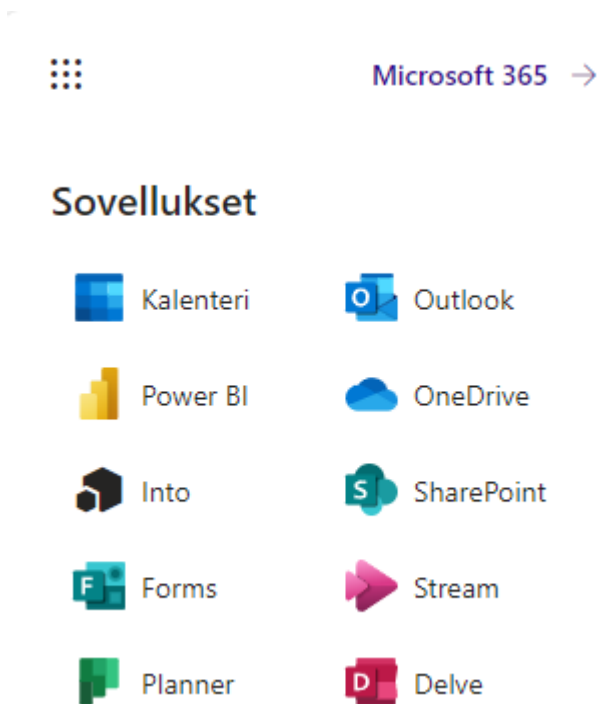 Microsoft 365
Sovellukset
Kalenteri
Outlook
Power BI
OneDrive
Into
SharePoint
Forms
Stream
Planner
Delve